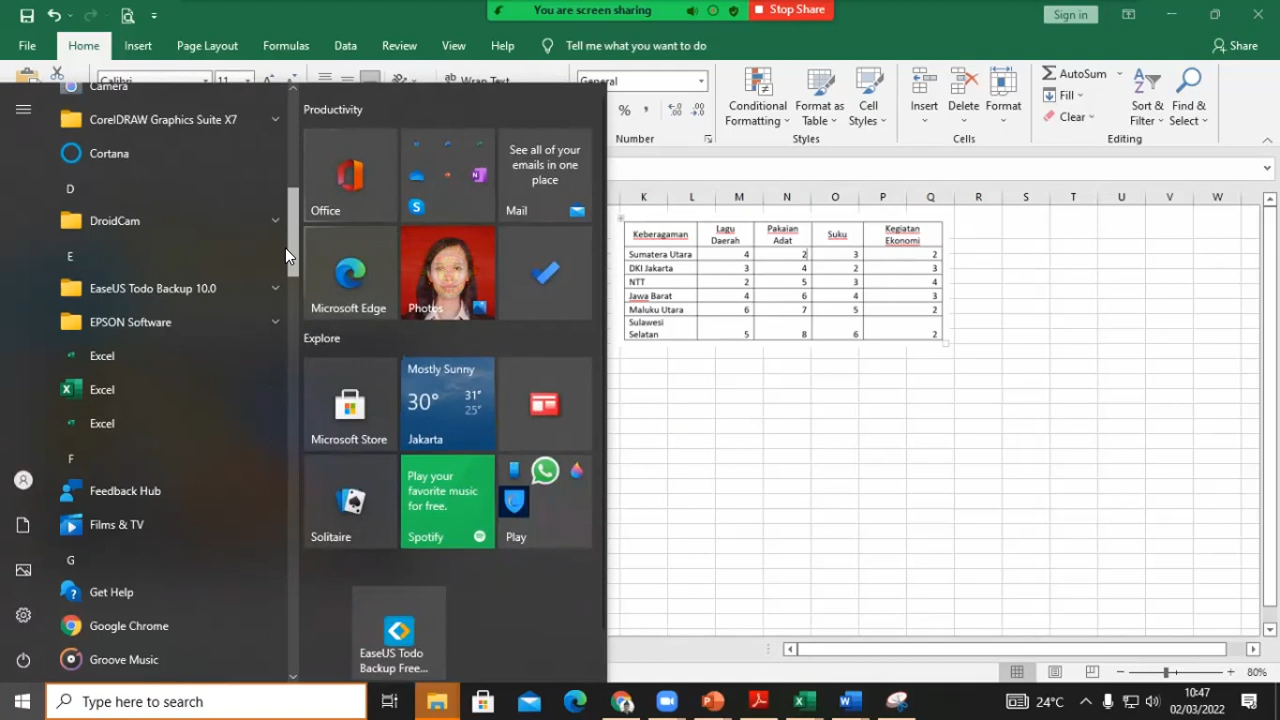 You are screen sharing
Stop Share
Sign in
File
Home
Insert
Page Layout
Formulas
Data
Review
View
Help
Tell me what you want to do
Share
Calibri
11
Wrap Text
General
%
Conditional
Formatting
Format as
Table
Cell
Styles
Insert
Delete
Format
AutoSum
Fill
Clear
Sort &
Filter
Find &
Select
Number
Styles
Cells
Editing
Camera
CorelDRAW Graphics Suite X7
Cortana
D
DroidCam
E
EaseUS Todo Backup 10.0
EPSON Software
Excel
Excel
Excel
F
Feedback Hub
Films & TV
G
Get Help
Google Chrome
Groove Music
Productivity
Office
See all of your
emails in one
place
Mail
Microsoft Edge
Photos
Explore
Microsoft Store
Mostly Sunny
30°
31°
25°
Jakarta
Solitaire
Play your
favorite music
for free.
Spotify
Play
EaseUS Todo
Backup Free...
K L M N O P Q R S T U V W
Keberagaman
Lagu
Daerah
Pakaian
Adat
Suku
Kegiatan
Ekonomi
Sumatera Utara 4 2 3 2
DKI Jakarta 3 4 2 3
NTT 2 5 3 4
Jawa Barat 4 6 4 3
Maluku Utara 6 7 5 2
Sulawesi
Selatan 5 8 6 2
80%
Type here to search
24°C
10:47
02/03/2022